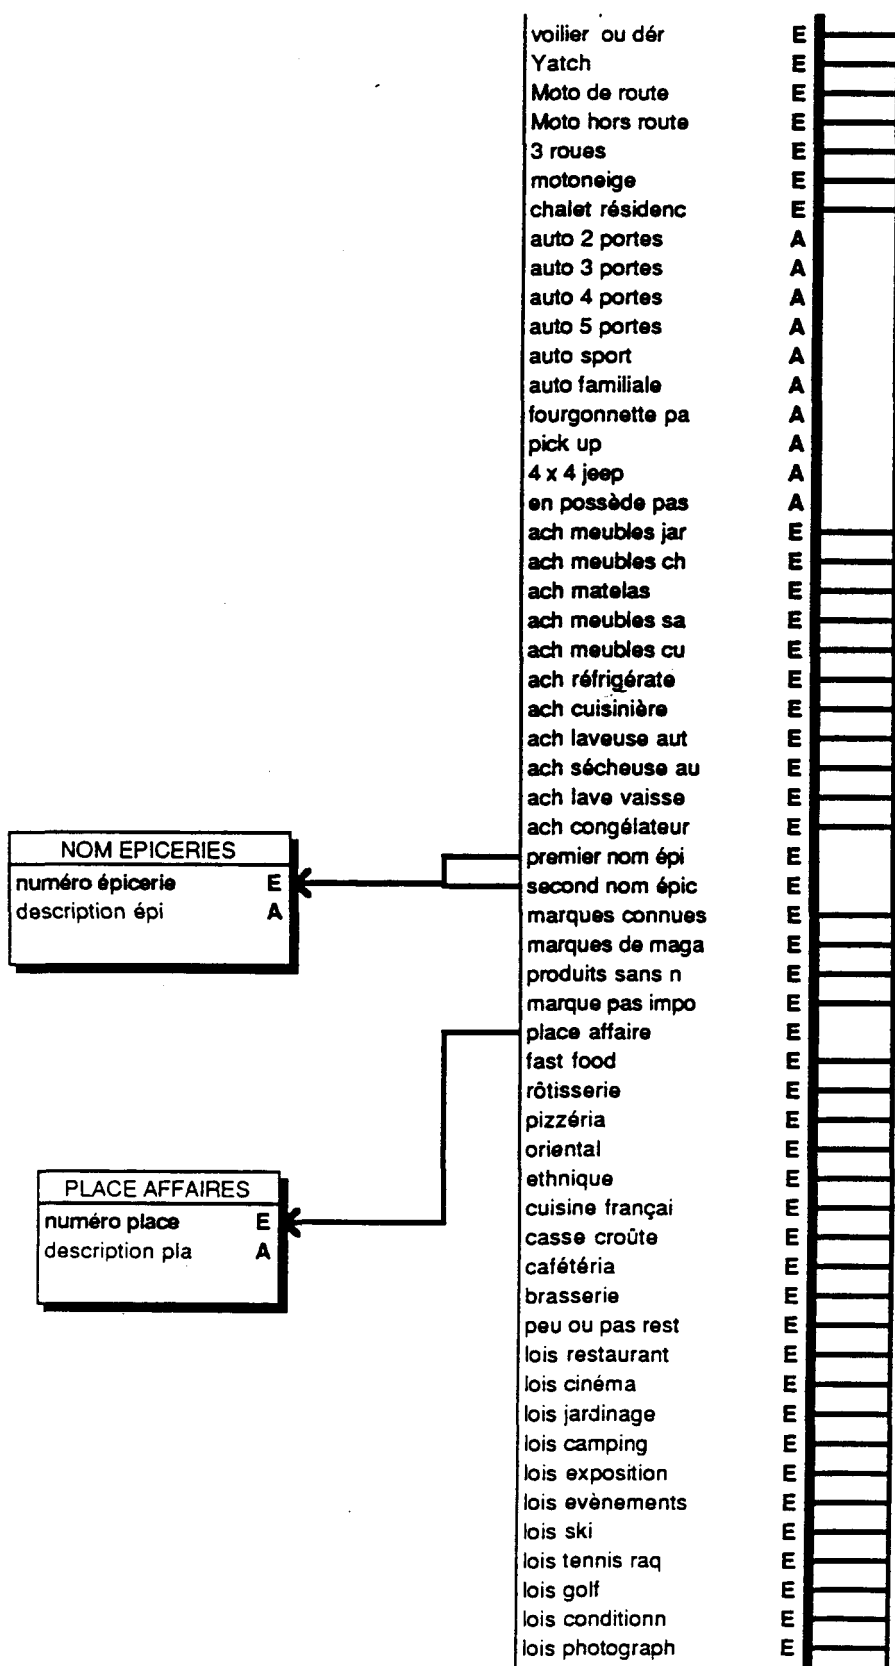 voilier ou dér E
Yatch E
Moto de route E
Moto hors route E
3 roues E
motoneige E
chalet résidenc E
auto 2 portes A
auto 3 portes A
auto 4 portes A
auto 5 portes A
auto sport A
auto familiale A
fourgonnette pa A
pick up A
4 x 4 jeep A
en possède pas A
ach meubles jar E
ach meubles ch E
ach matelas E
ach meubles sa E
ach meubles cu E
ach réfrigérate E
ach cuisinière E
ach laveuse aut E
ach sécheuse au E
ach lave vaisse E
ach congélateur E
premier nom épi E
second nom épic E
marques connues E
marques de maga E
produits sans n E
marque pas impo E
place affaire E
fast food E
rôtisserie E
pizzéria E
oriental E
ethnique E
cuisine françai E
casse croûte E
cafétéria E
brasserie E
peu ou pas rest E
lois restaurant E
lois cinéma E
lois jardinage E
lois camping E
lois exposition E
lois evènements E
lois ski E
lois tennis raq E
lois golf E
lois conditionn E
lois photograph E
NOM EPICERIES
numéro épicerie E
description épi A
PLACE AFFAIRES
numéro place E
description pla A